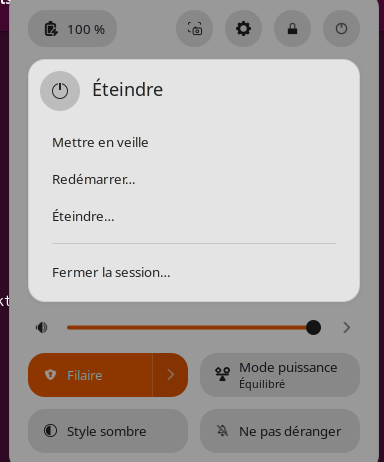 100 %
Éteindre
Mettre en veille
Redémarrer...
Éteindre...
Fermer la session...
Filaire
Mode puissance
Équilibré
Style sombre
Ne pas déranger